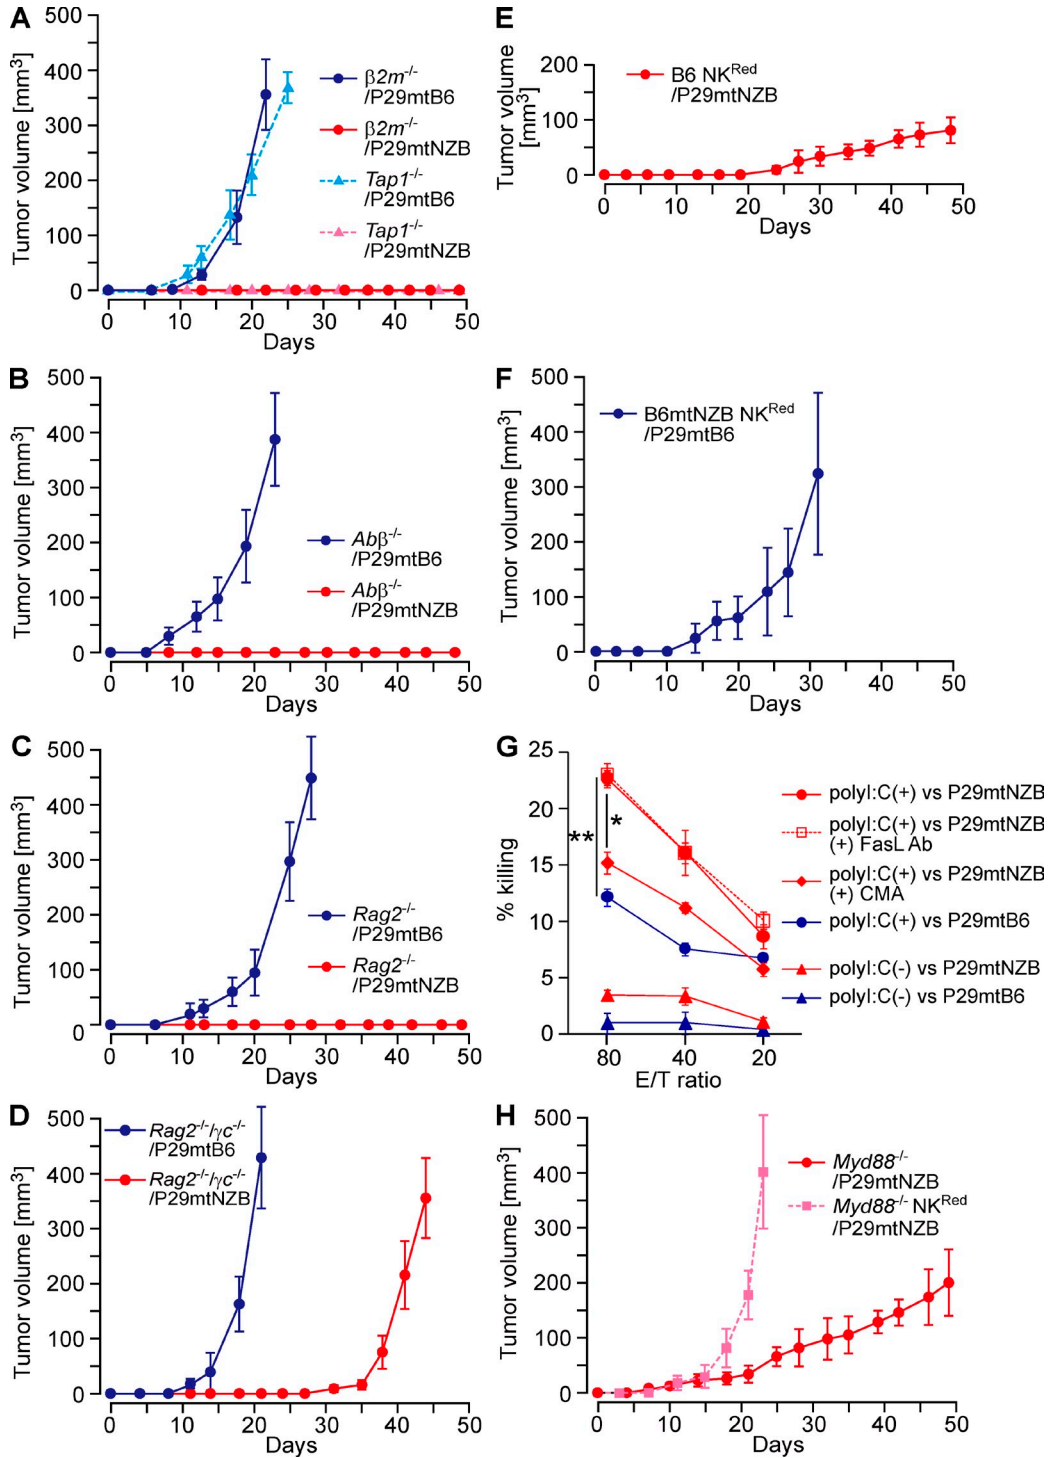 A
Tumor volume [mm³]
500
400
300
200
100
0
0 10 20 30 40 50
Days
β2m⁻/⁻
/P29mtB6
β2m⁻/⁻
/P29mtNZB
Tap1⁻/⁻
/P29mtB6
Tap1⁻/⁻
/P29mtNZB
E
Tumor volume
[mm³]
200
100
0
0 10 20 30 40 50
Days
B6 NKᴿᵉᵈ
/P29mtNZB
B
Tumor volume [mm³]
500
400
300
200
100
0
0 10 20 30 40 50
Days
Abβ⁻/⁻
/P29mtB6
Abβ⁻/⁻
/P29mtNZB
F
Tumor volume [mm³]
500
400
300
200
100
0
0 10 20 30 40 50
Days
B6mtNZB NKᴿᵉᵈ
/P29mtB6
C
Tumor volume [mm³]
500
400
300
200
100
0
0 10 20 30 40 50
Days
Rag2⁻/⁻
/P29mtB6
Rag2⁻/⁻
/P29mtNZB
G
% killing
25
20
15
10
5
0
80 40 20
E/T ratio
**
*
polyI:C(+) vs P29mtNZB
polyI:C(+) vs P29mtNZB
(+) FasL Ab
polyI:C(+) vs P29mtNZB
(+) CMA
polyI:C(+) vs P29mtB6
polyI:C(-) vs P29mtNZB
polyI:C(-) vs P29mtB6
D
Tumor volume [mm³]
500
400
300
200
100
0
0 10 20 30 40 50
Days
Rag2⁻/⁻/γc⁻/⁻
/P29mtB6
Rag2⁻/⁻/γc⁻/⁻
/P29mtNZB
H
Tumor volume [mm³]
500
400
300
200
100
0
0 10 20 30 40 50
Days
Myd88⁻/⁻
/P29mtNZB
Myd88⁻/⁻ NKᴿᵉᵈ
/P29mtNZB